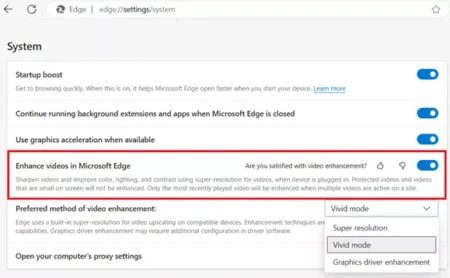 Edge | edge://settings/system
System
Startup boost
Get to browsing quickly. When this is on, it helps Microsoft Edge open faster when you start your device. Learn more
Continue running background extensions and apps when Microsoft Edge is closed
Use graphics acceleration when available
Enhance videos in Microsoft Edge Are you satisfied with video enhancement?
Sharpen videos and improve color, lighting, and contrast using super-resolution for videos, when device is plugged in. Protected videos and videos
that are small on screen will not be enhanced. Only the most recently played video will be enhanced when multiple videos are active on a site.
Preferred method of video enhancement: Vivid mode
Edge uses a built-in super-resolution for video upscaling on compatible devices. Enhancement techniques are
Graphics driver enhancement may require additional configuration in driver software.
Super resolution
Vivid mode
Graphics driver enhancement
Open your computer's proxy settings